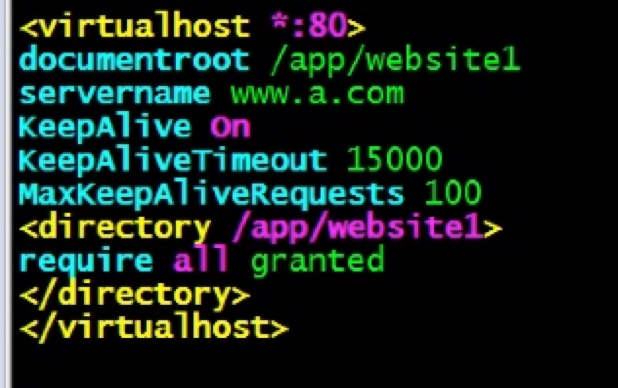 <virtualhost *:80>
documentroot /app/website1
servername www.a.com
KeepAlive On
KeepAliveTimeout 15000
MaxKeepAliveRequests 100
<directory /app/website1>
require all granted
</directory>
</virtualhost>